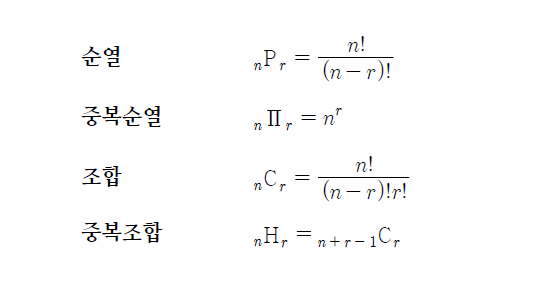 순열 ₙPᵣ = n!/(n − r)!
중복순열 ₙΠᵣ = nʳ
조합 ₙCᵣ = n!/(n − r)!r!
중복조합 ₙHᵣ = ₙ₊ᵣ₋₁Cᵣ